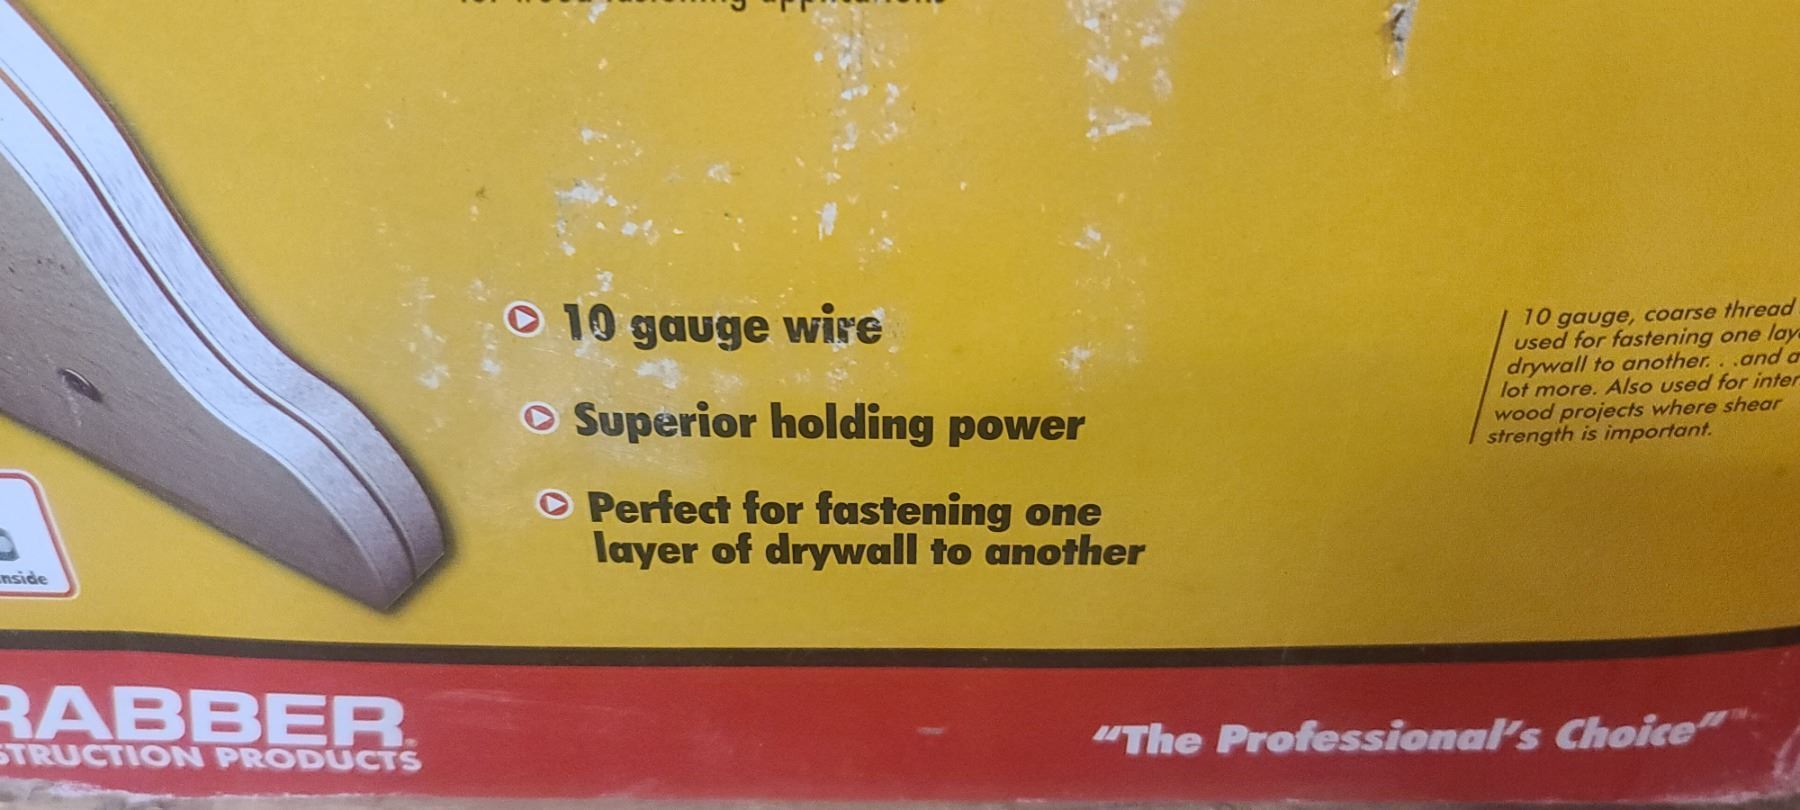 10 gauge wire
Superior holding power
Perfect for fastening one
layer of drywall to another
10 gauge, coarse thread
used for fastening one
drywall to another. . .and
lot more. Also used for
wood projects where shear
strength is important.
nside
RABBER
STRUCTION PRODUCTS
"The Professional's Choice"™